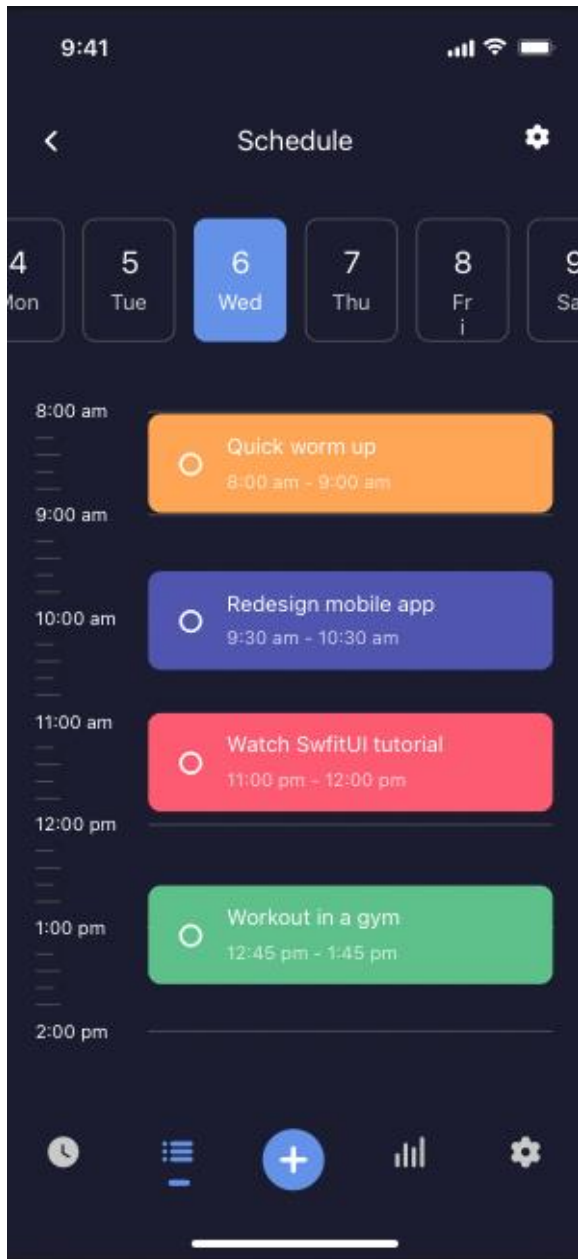 9:41
Schedule
4 5 6 7 8 9
Mon Tue Wed Thu Fr Sa
i
8:00 am
Quick worm up
8:00 am - 9:00 am
9:00 am
Redesign mobile app
10:00 am
9:30 am - 10:30 am
11:00 am
Watch SwfitUI tutorial
11:00 pm - 12:00 pm
12:00 pm
Workout in a gym
1:00 pm
12:45 pm - 1:45 pm
2:00 pm